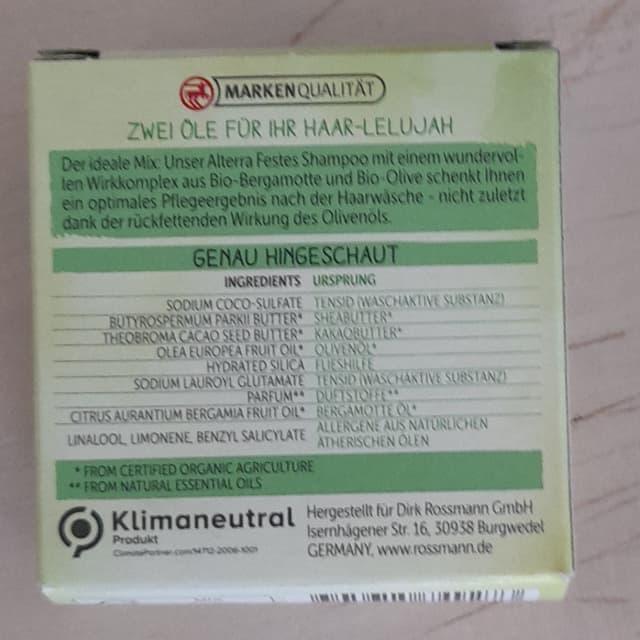 MARKENQUALITÄT
ZWEI ÖLE FÜR IHR HAAR-LELUJAH
Der ideale Mix: Unser Alterra Festes Shampoo mit einem wundervol-
len Wirkkomplex aus Bio-Bergamotte und Bio-Olive schenkt Ihnen
ein optimales Pflegeergebnis nach der Haarwäsche - nicht zuletzt
dank der rückfettenden Wirkung des Olivenöls.
GENAU HINGESCHAUT
INGREDIENTS URSPRUNG
SODIUM COCO-SULFATE TENSID (WASCHAKTIVE SUBSTANZ)
BUTYROSPERMUM PARKII BUTTER* SHEABUTTER*
THEOBROMA CACAO SEED BUTTER* KAKAOBUTTER*
OLEA EUROPEA FRUIT OIL* OLIVENÖL*
HYDRATED SILICA FLIESHILFE
SODIUM LAUROYL GLUTAMATE TENSID (WASCHAKTIVE SUBSTANZ)
PARFUM** DUFTSTOFFE**
CITRUS AURANTIUM BERGAMIA FRUIT OIL* BERGAMOTTE ÖL*
LINALOOL, LIMONENE, BENZYL SALICYLATE ALLERGENE AUS NATÜRLICHEN
ÄTHERISCHEN ÖLEN
* FROM CERTIFIED ORGANIC AGRICULTURE
** FROM NATURAL ESSENTIAL OILS
Klimaneutral
Produkt
ClimatePartner.com/14712-2006-1001
Hergestellt für Dirk Rossmann GmbH
Isernhägener Str. 16, 30938 Burgwedel
GERMANY, www.rossmann.de